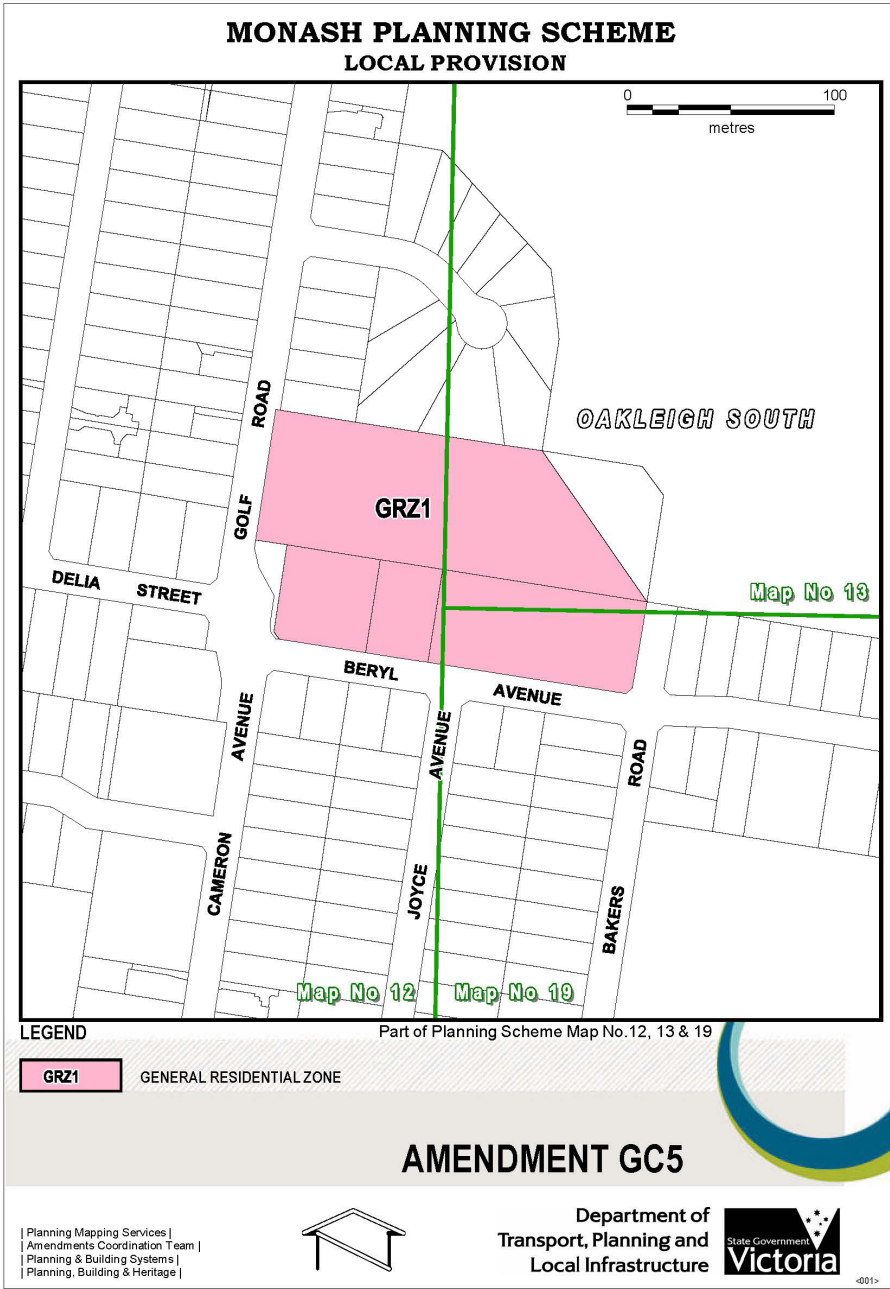 MONASH PLANNING SCHEME
LOCAL PROVISION
0 100
metres
ROAD
OAKLEIGH SOUTH
GRZ1
GOLF
DELIA STREET
Map No 13
BERYL AVENUE
AVENUE
AVENUE
ROAD
CAMERON
JOYCE
BAKERS
Map No 12 Map No 19
LEGEND
Part of Planning Scheme Map No.12, 13 & 19
GRZ1 GENERAL RESIDENTIAL ZONE
AMENDMENT GC5
| Planning Mapping Services |
| Amendments Coordination Team |
| Planning & Building Systems |
| Planning, Building & Heritage |
Department of
Transport, Planning and
Local Infrastructure
State Government
Victoria
<001>